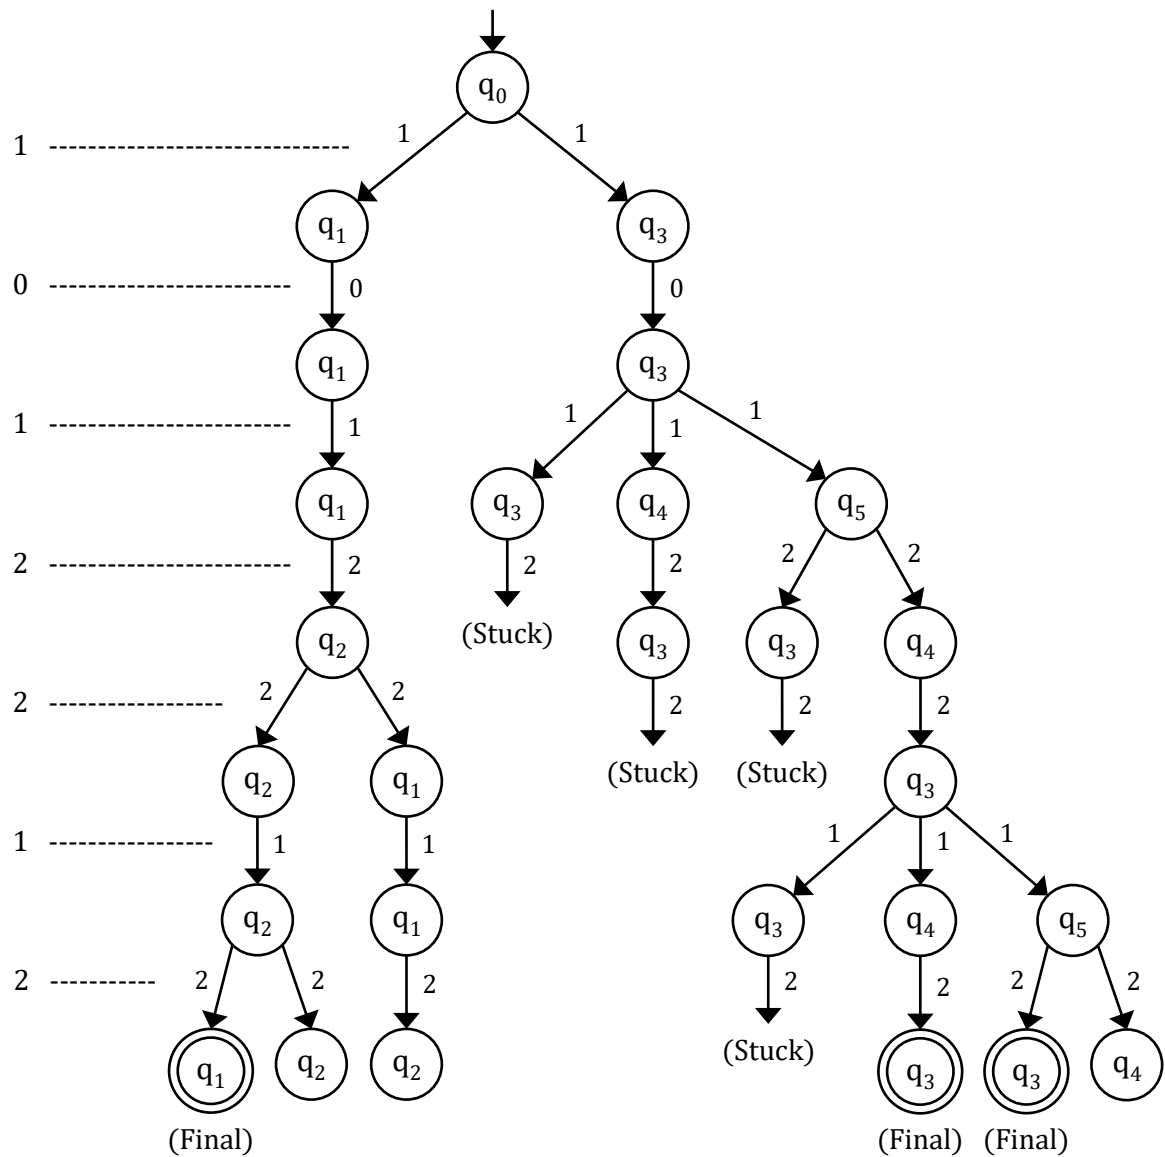 q0
1 ---------------------------- 1 1
q1 q3
0 ---------------------- 0 0
q1 q3
1 ---------------------- 1 1 1 1
q1 q3 q4 q5
2 ---------------------- 2 2 2 2 2
q2 (Stuck) q3 q3 q4
2 ---------------- 2 2 2 2 2
q2 q1 (Stuck) (Stuck) q3
1 --------------- 1 1 1 1 1
q2 q1 q3 q4 q5
2 ---------- 2 2 2 2 2 2 2
q1 q2 q2 (Stuck) q3 q3 q4
(Final) (Final) (Final)